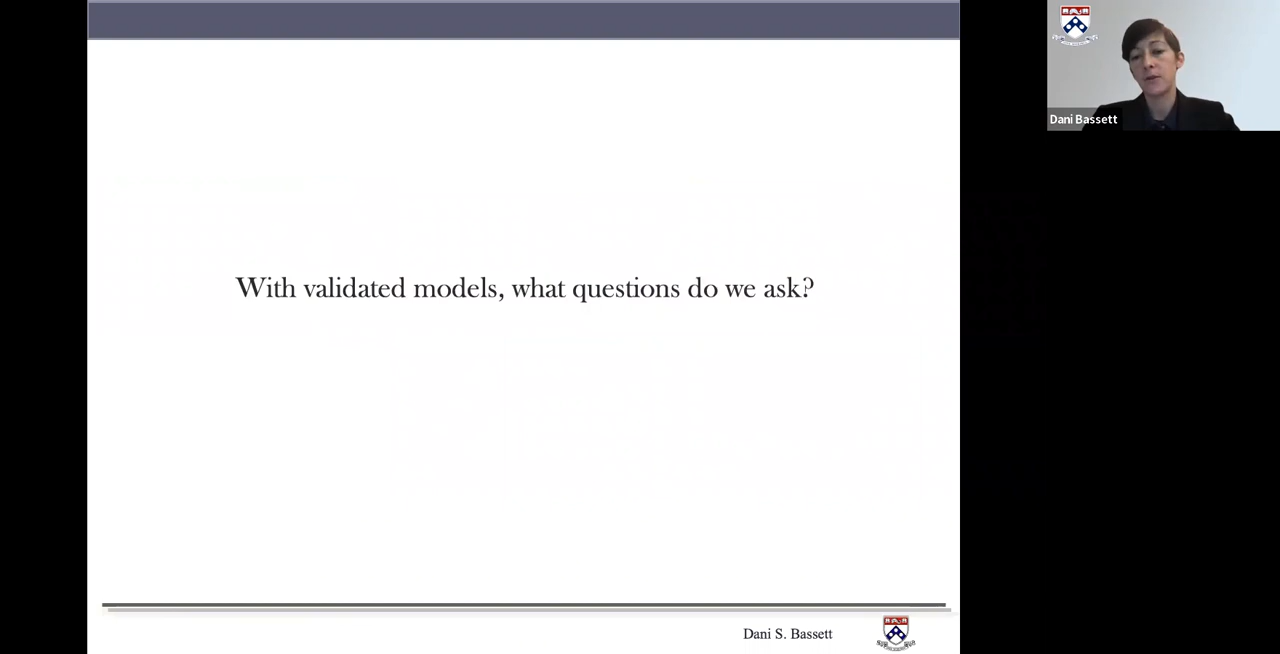 Dani Bassett
With validated models, what questions do we ask?
Dani S. Bassett